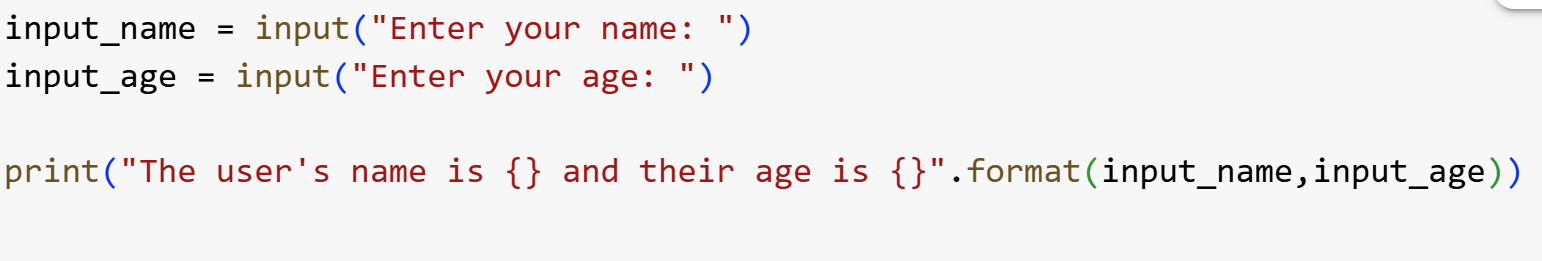 input_name = input("Enter your name: ")
input_age = input("Enter your age: ")
print("The user's name is {} and their age is {}".format(input_name,input_age))